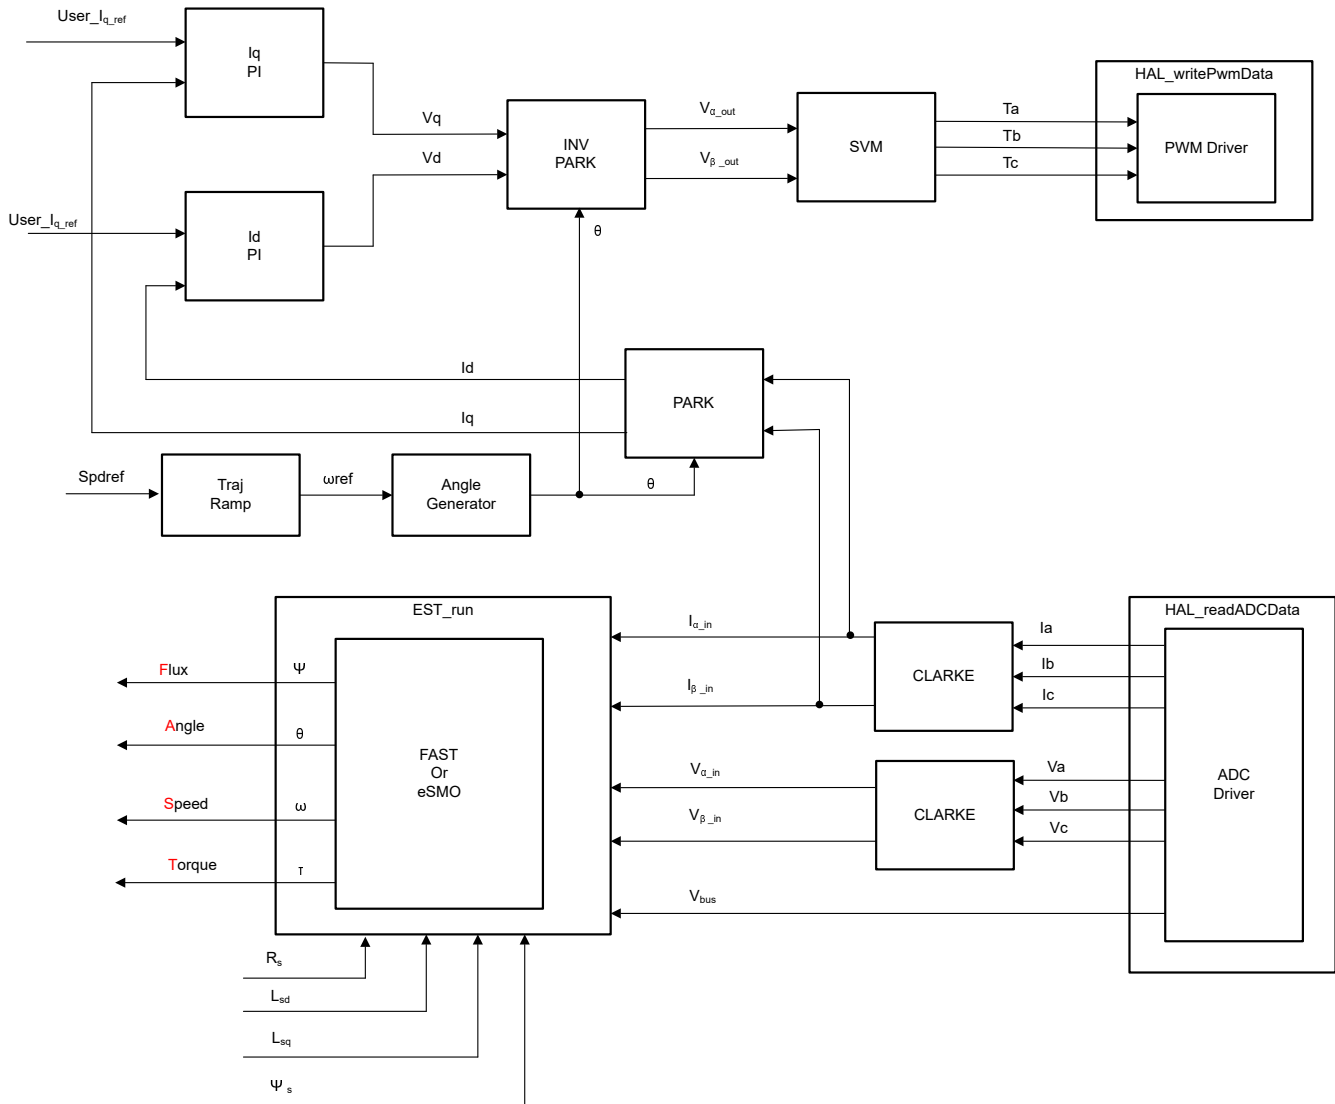 User_Iq_ref
Iq
PI
HAL_writePwmData
Vq
Vα_out
Ta
INV
PARK
SVM
Tb
PWM Driver
Vd
Vβ_out
Tc
User_Iq_ref
Id
PI
θ
Id
PARK
Iq
Spdref
Traj
Ramp
ωref
Angle
Generator
θ
EST_run
HAL_readADCData
Iα_in
Ia
Flux
Ψ
CLARKE
Ib
Iβ_in
Ic
Angle
θ
FAST
Or
eSMO
Vα_in
Va
ADC
Driver
Speed
ω
Vβ_in
CLARKE
Vb
Vc
Torque
τ
Vbus
Rs
Lsd
Lsq
Ψs